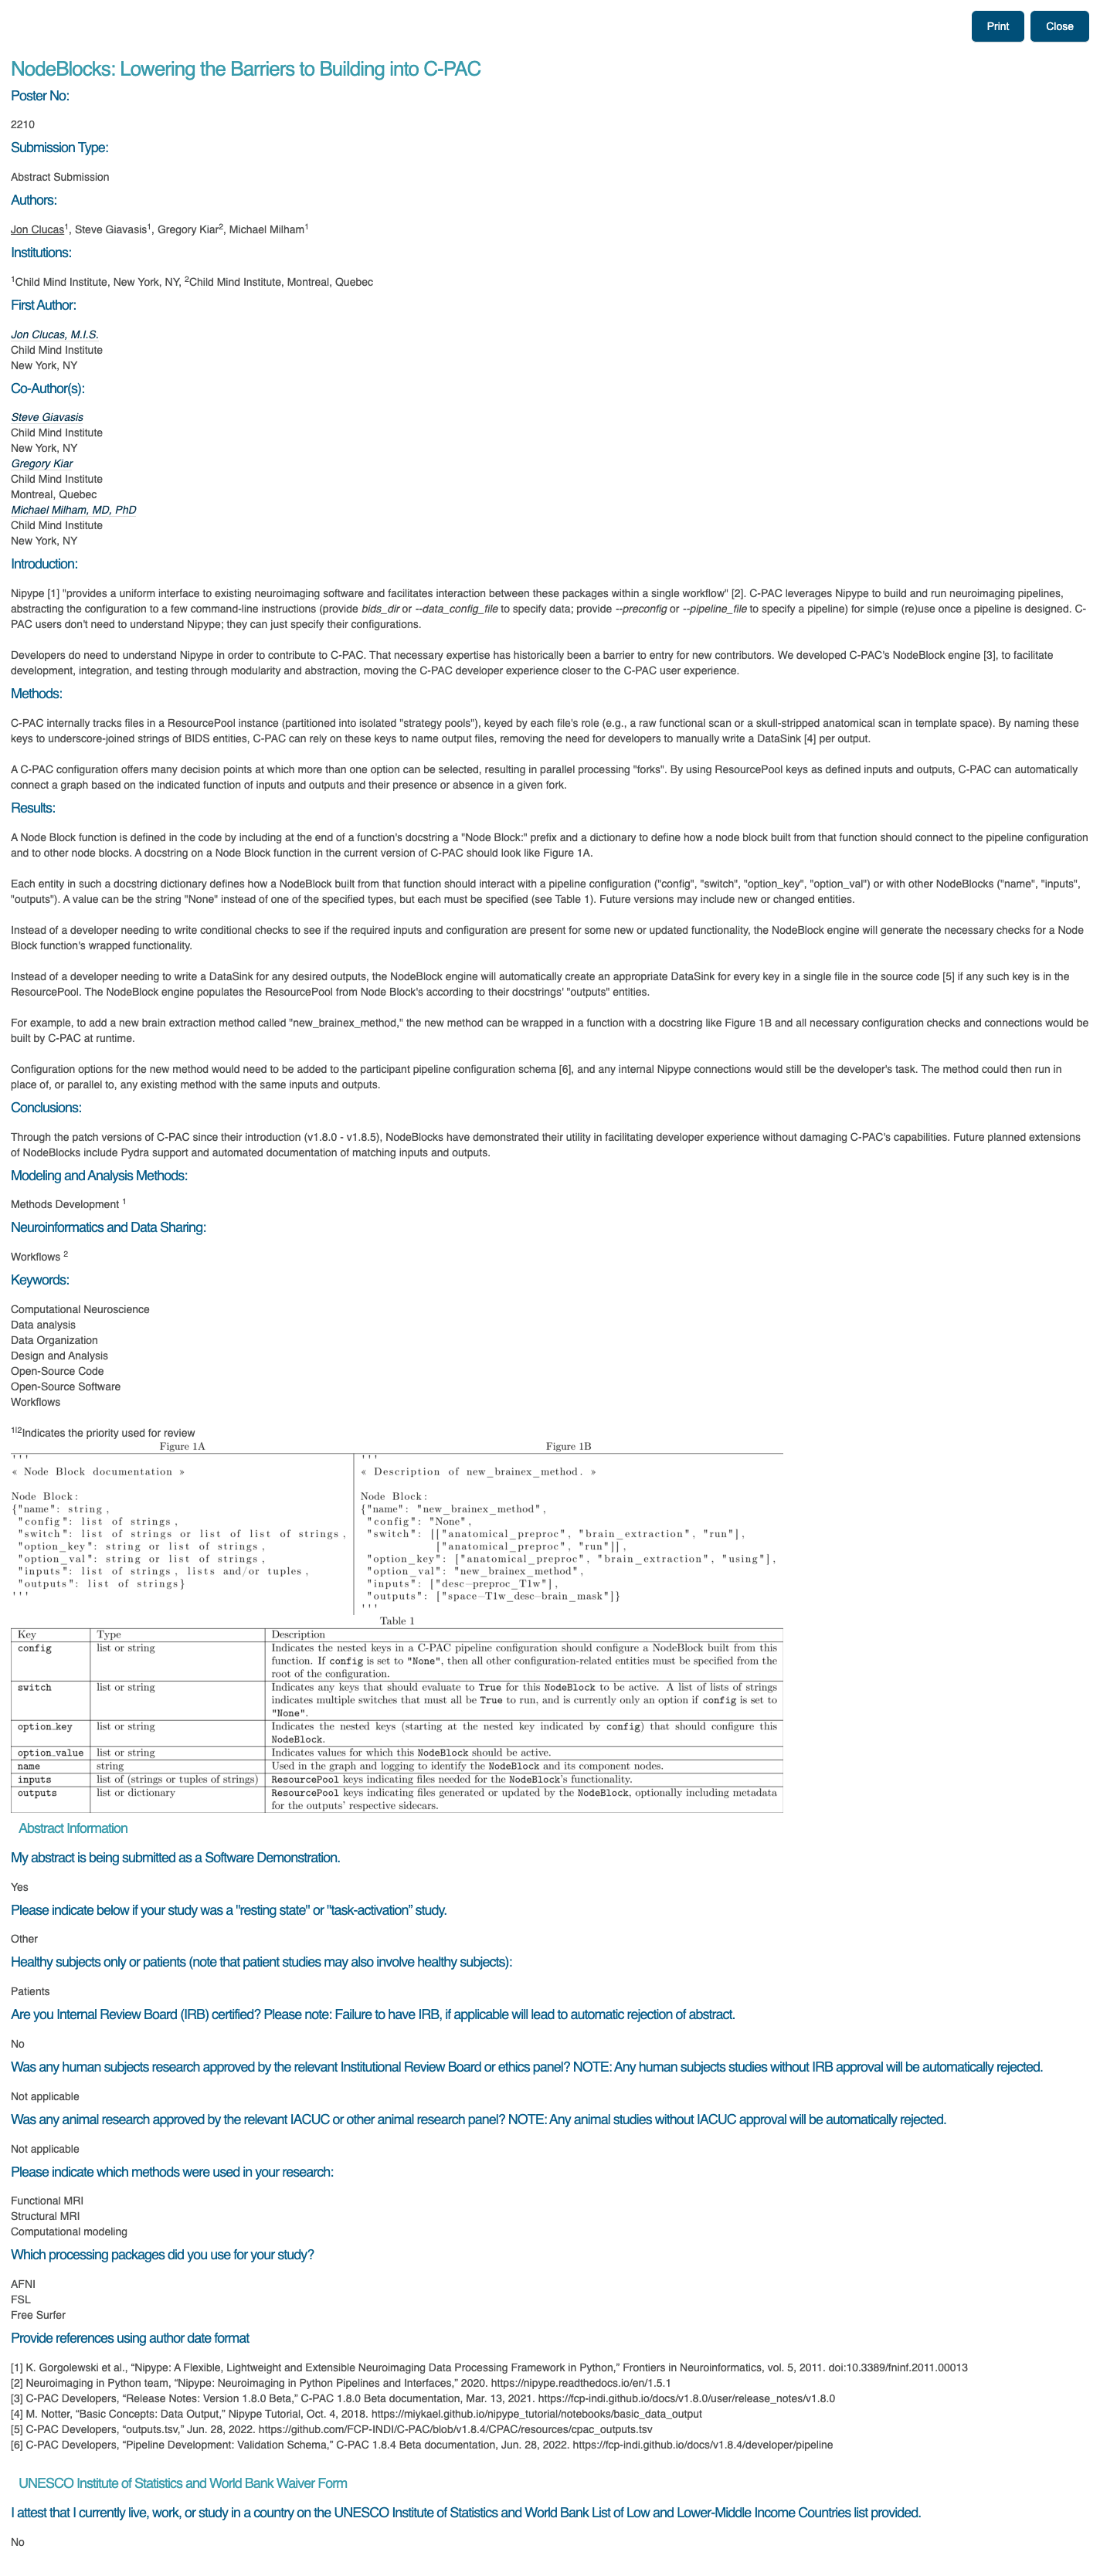 Print
Close
NodeBlocks: Lowering the Barriers to Building into C-PAC
Poster No:
2210
Submission Type:
Abstract Submission
Authors:
Jon Clucas1, Steve Giavasis1, Gregory Kiar2, Michael Milham1
Institutions:
1Child Mind Institute, New York, NY, 2Child Mind Institute, Montreal, Quebec
First Author:
Jon Clucas, M.I.S.
Child Mind Institute
New York, NY
Co-Author(s):
Steve Giavasis
Child Mind Institute
New York, NY
Gregory Kiar
Child Mind Institute
Montreal, Quebec
Michael Milham, MD, PhD
Child Mind Institute
New York, NY
Introduction:
Nipype [1] "provides a uniform interface to existing neuroimaging software and facilitates interaction between these packages within a single workflow" [2]. C-PAC leverages Nipype to build and run neuroimaging pipelines,
abstracting the configuration to a few command-line instructions (provide bids_dir or --data_config_file to specify data; provide --preconfig or --pipeline_file to specify a pipeline) for simple (re)use once a pipeline is designed. C-
PAC users don't need to understand Nipype; they can just specify their configurations.
Developers do need to understand Nipype in order to contribute to C-PAC. That necessary expertise has historically been a barrier to entry for new contributors. We developed C-PAC's NodeBlock engine [3], to facilitate
development, integration, and testing through modularity and abstraction, moving the C-PAC developer experience closer to the C-PAC user experience.
Methods:
C-PAC internally tracks files in a ResourcePool instance (partitioned into isolated "strategy pools"), keyed by each file's role (e.g., a raw functional scan or a skull-stripped anatomical scan in template space). By naming these
keys to underscore-joined strings of BIDS entities, C-PAC can rely on these keys to name output files, removing the need for developers to manually write a DataSink [4] per output.
A C-PAC configuration offers many decision points at which more than one option can be selected, resulting in parallel processing "forks". By using ResourcePool keys as defined inputs and outputs, C-PAC can automatically
connect a graph based on the indicated function of inputs and outputs and their presence or absence in a given fork.
Results:
A Node Block function is defined in the code by including at the end of a function's docstring a "Node Block:" prefix and a dictionary to define how a node block built from that function should connect to the pipeline configuration
and to other node blocks. A docstring on a Node Block function in the current version of C-PAC should look like Figure 1A.
Each entity in such a docstring dictionary defines how a NodeBlock built from that function should interact with a pipeline configuration ("config", "switch", "option_key", "option_val") or with other NodeBlocks ("name", "inputs",
"outputs"). A value can be the string "None" instead of one of the specified types, but each must be specified (see Table 1). Future versions may include new or changed entities.
Instead of a developer needing to write conditional checks to see if the required inputs and configuration are present for some new or updated functionality, the NodeBlock engine will generate the necessary checks for a Node
Block function's wrapped functionality.
Instead of a developer needing to write a DataSink for any desired outputs, the NodeBlock engine will automatically create an appropriate DataSink for every key in a single file in the source code [5] if any such key is in the
ResourcePool. The NodeBlock engine populates the ResourcePool from Node Block's according to their docstrings' "outputs" entities.
For example, to add a new brain extraction method called "new_brainex_method," the new method can be wrapped in a function with a docstring like Figure 1B and all necessary configuration checks and connections would be
built by C-PAC at runtime.
Configuration options for the new method would need to be added to the participant pipeline configuration schema [6], and any internal Nipype connections would still be the developer's task. The method could then run in
place of, or parallel to, any existing method with the same inputs and outputs.
Conclusions:
Through the patch versions of C-PAC since their introduction (v1.8.0 - v1.8.5), NodeBlocks have demonstrated their utility in facilitating developer experience without damaging C-PAC's capabilities. Future planned extensions
of NodeBlocks include Pydra support and automated documentation of matching inputs and outputs.
Modeling and Analysis Methods:
Methods Development 1
Neuroinformatics and Data Sharing:
Workflows 2
Keywords:
Computational Neuroscience
Data analysis
Data Organization
Design and Analysis
Open-Source Code
Open-Source Software
Workflows
1|2Indicates the priority used for review
Figure 1A
'''
« Node Block documentation »
Node Block:
{"name": string,
"config": list of strings,
"switch": list of strings or list of list of strings,
"option_key": string or list of strings,
"option_val": string or list of strings,
"inputs": list of strings, lists and/or tuples,
"outputs": list of strings}
'''
Figure 1B
'''
« Description of new_brainex_method. »
Node Block:
{"name": "new_brainex_method",
"config": "None",
"switch": [["anatomical_preproc", "brain_extraction", "run"],
["anatomical_preproc", "run"]],
"option_key": ["anatomical_preproc", "brain_extraction", "using"],
"option_val": "new_brainex_method",
"inputs": ["desc-preproc_T1w"],
"outputs": ["space-T1w_desc-brain_mask"]}
'''
Table 1
Key Type Description
config list or string Indicates the nested keys in a C-PAC pipeline configuration should configure a NodeBlock built from this
function. If config is set to "None", then all other configuration-related entities must be specified from the
root of the configuration.
switch list or string Indicates any keys that should evaluate to True for this NodeBlock to be active. A list of lists of strings
indicates multiple switches that must all be True to run, and is currently only an option if config is set to
"None".
option_key list or string Indicates the nested keys (starting at the nested key indicated by config) that should configure this
NodeBlock.
option_value list or string Indicates values for which this NodeBlock should be active.
name string Used in the graph and logging to identify the NodeBlock and its component nodes.
inputs list of (strings or tuples of strings) ResourcePool keys indicating files needed for the NodeBlock's functionality.
outputs list or dictionary ResourcePool keys indicating files generated or updated by the NodeBlock, optionally including metadata
for the outputs' respective sidecars.
Abstract Information
My abstract is being submitted as a Software Demonstration.
Yes
Please indicate below if your study was a "resting state" or "task-activation” study.
Other
Healthy subjects only or patients (note that patient studies may also involve healthy subjects):
Patients
Are you Internal Review Board (IRB) certified? Please note: Failure to have IRB, if applicable will lead to automatic rejection of abstract.
No
Was any human subjects research approved by the relevant Institutional Review Board or ethics panel? NOTE: Any human subjects studies without IRB approval will be automatically rejected.
Not applicable
Was any animal research approved by the relevant IACUC or other animal research panel? NOTE: Any animal studies without IACUC approval will be automatically rejected.
Not applicable
Please indicate which methods were used in your research:
Functional MRI
Structural MRI
Computational modeling
Which processing packages did you use for your study?
AFNI
FSL
Free Surfer
Provide references using author date format
[1] K. Gorgolewski et al., “Nipype: A Flexible, Lightweight and Extensible Neuroimaging Data Processing Framework in Python,” Frontiers in Neuroinformatics, vol. 5, 2011. doi:10.3389/fninf.2011.00013
[2] Neuroimaging in Python team, “Nipype: Neuroimaging in Python Pipelines and Interfaces,” 2020. https://nipype.readthedocs.io/en/1.5.1
[3] C-PAC Developers, “Release Notes: Version 1.8.0 Beta,” C-PAC 1.8.0 Beta documentation, Mar. 13, 2021. https://fcp-indi.github.io/docs/v1.8.0/user/release_notes/v1.8.0
[4] M. Notter, “Basic Concepts: Data Output,” Nipype Tutorial, Oct. 4, 2018. https://miykael.github.io/nipype_tutorial/notebooks/basic_data_output
[5] C-PAC Developers, “outputs.tsv,” Jun. 28, 2022. https://github.com/FCP-INDI/C-PAC/blob/v1.8.4/CPAC/resources/cpac_outputs.tsv
[6] C-PAC Developers, “Pipeline Development: Validation Schema,” C-PAC 1.8.4 Beta documentation, Jun. 28, 2022. https://fcp-indi.github.io/docs/v1.8.4/developer/pipeline
UNESCO Institute of Statistics and World Bank Waiver Form
I attest that I currently live, work, or study in a country on the UNESCO Institute of Statistics and World Bank List of Low and Lower-Middle Income Countries list provided.
No